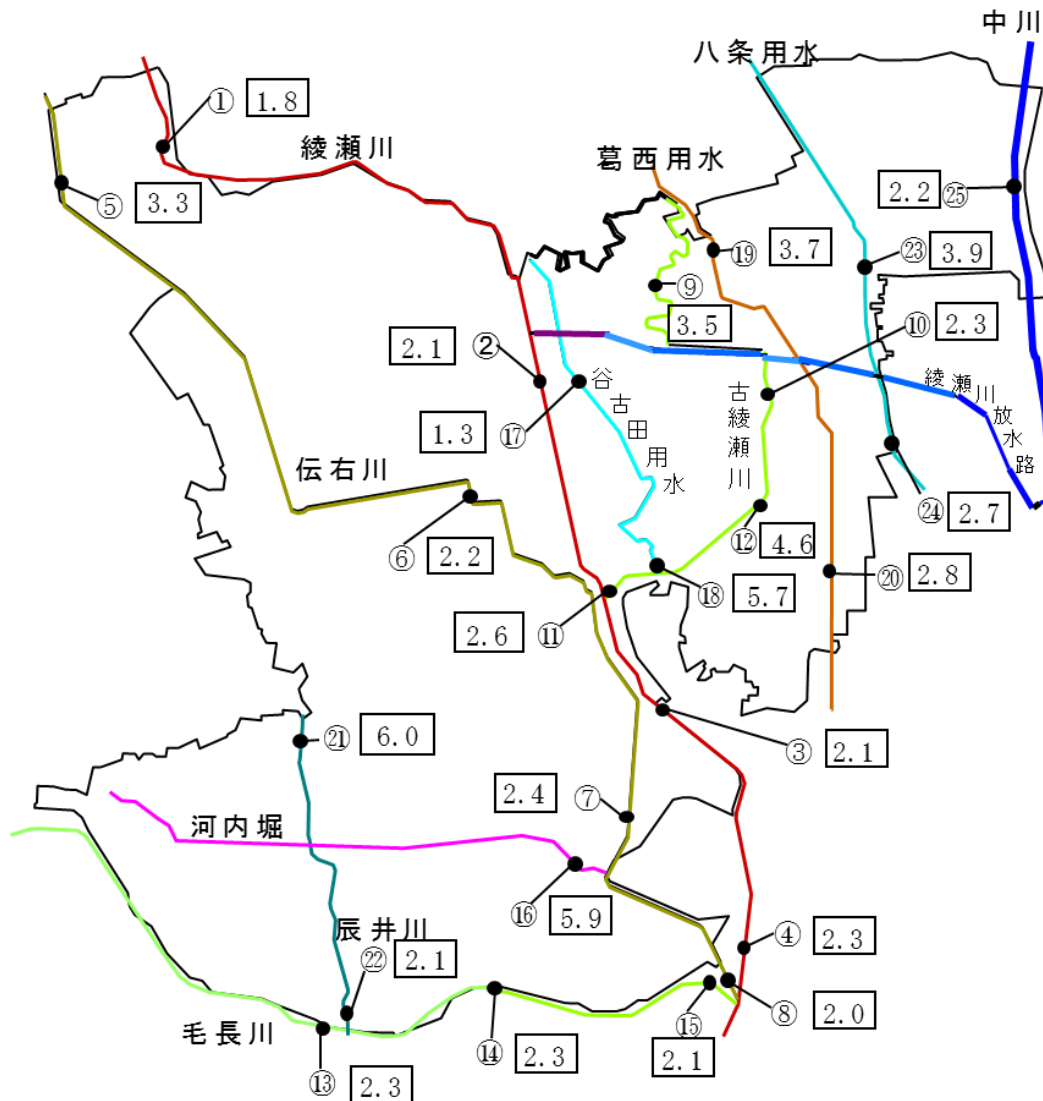 中川
八条用水
① 1.8
綾瀬川
葛西用水
⑤ 3.3
2.2 ㉕
⑲ 3.7
㉓ 3.9
⑨ 3.5
⑩ 2.3
2.1 ②
綾瀬川放水路
谷古田用水
古綾瀬川
1.3 ⑰
伝右川
⑥ 2.2
⑫ 4.6
㉔ 2.7
⑱ 5.7
⑳ 2.8
2.6 ⑪
㉑ 6.0
③ 2.1
2.4 ⑦
河内堀
⑯ 5.9
辰井川
④ 2.3
㉒ 2.1
⑧ 2.0
毛長川
⑮ 2.1
⑭ 2.3
⑬ 2.3